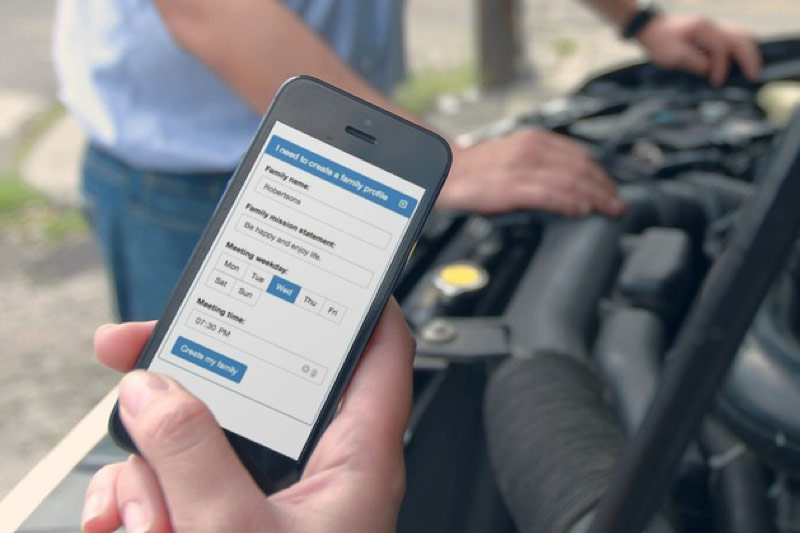 I need to create a family profile
Family name:
Robertsons
Family mission statement:
Be happy and enjoy life.
Meeting weekday:
Mon Tue Wed Thu Fri
Sat Sun
Meeting time:
07:30 PM
Create my family